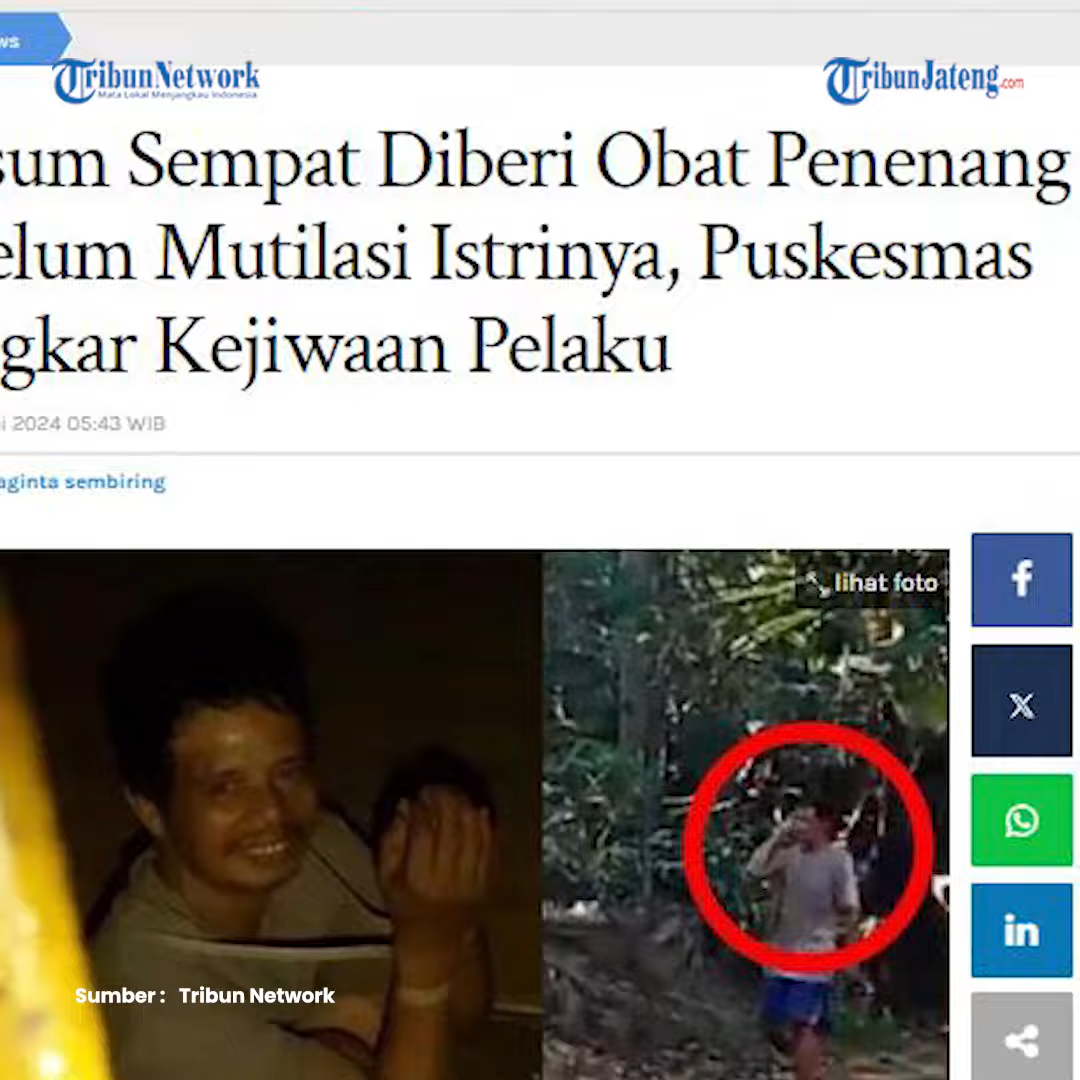 ws
TribunNetwork
Mata Lokal Menjangkau Indonesia
TribunJateng.com
sum Sempat Diberi Obat Penenang
elum Mutilasi Istrinya, Puskesmas
gkar Kejiwaan Pelaku
i 2024 05:43 WIB
aginta sembiring
lihat foto
Sumber : Tribun Network